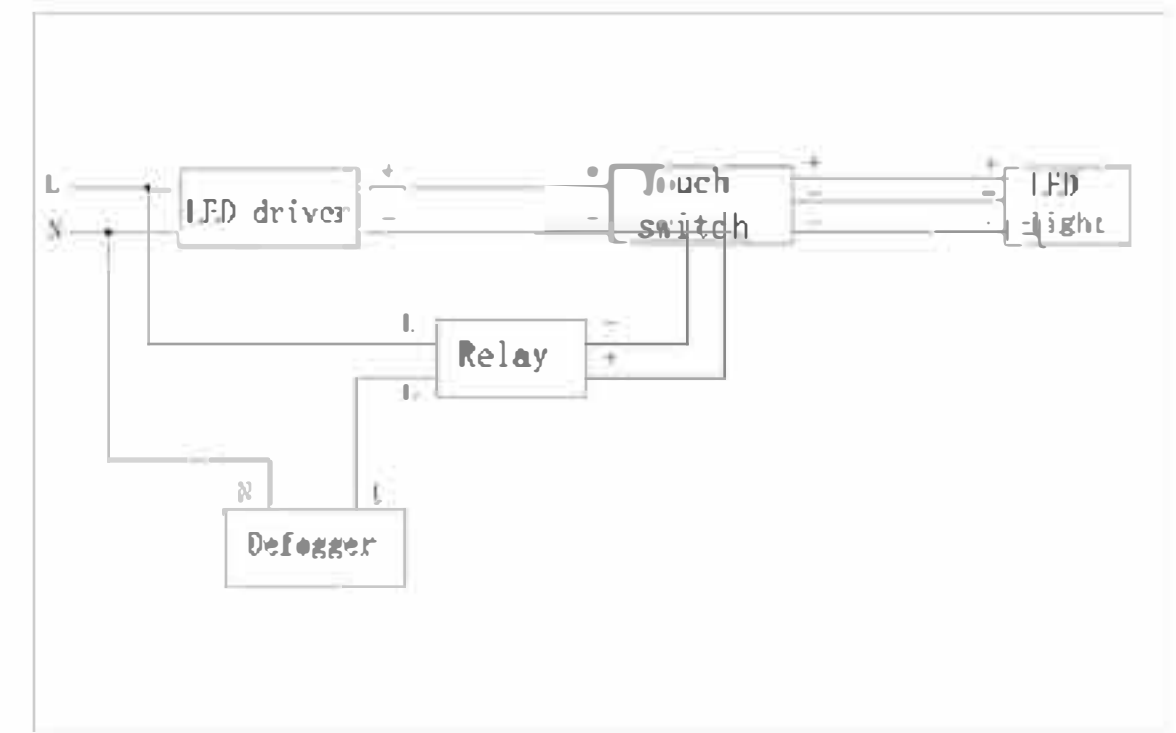 L
N
LED driver
+
-
-
Touch
switch
+
-
-
+
-
LED
light
L
L
Relay
-
+
N
L
Defogger